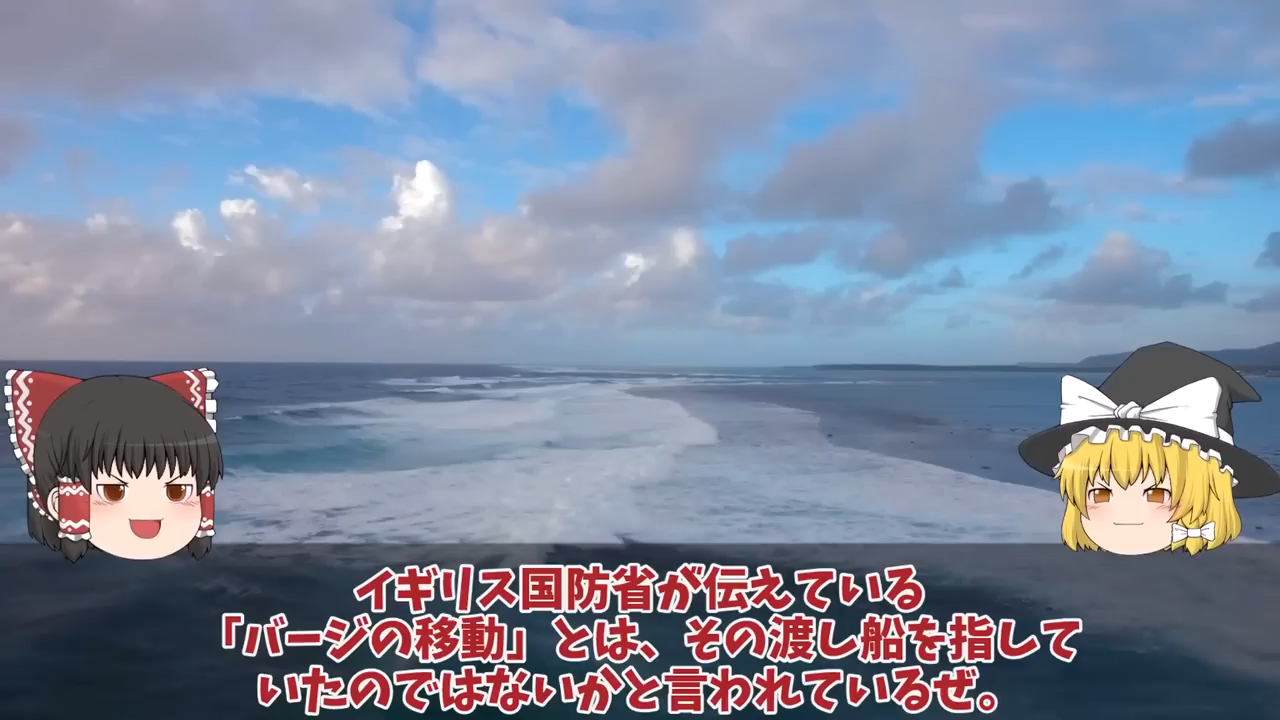 イギリス国防省が伝えている
「バージの移動」とは、その渡し船を指して
いたのではないかと言われているぜ。